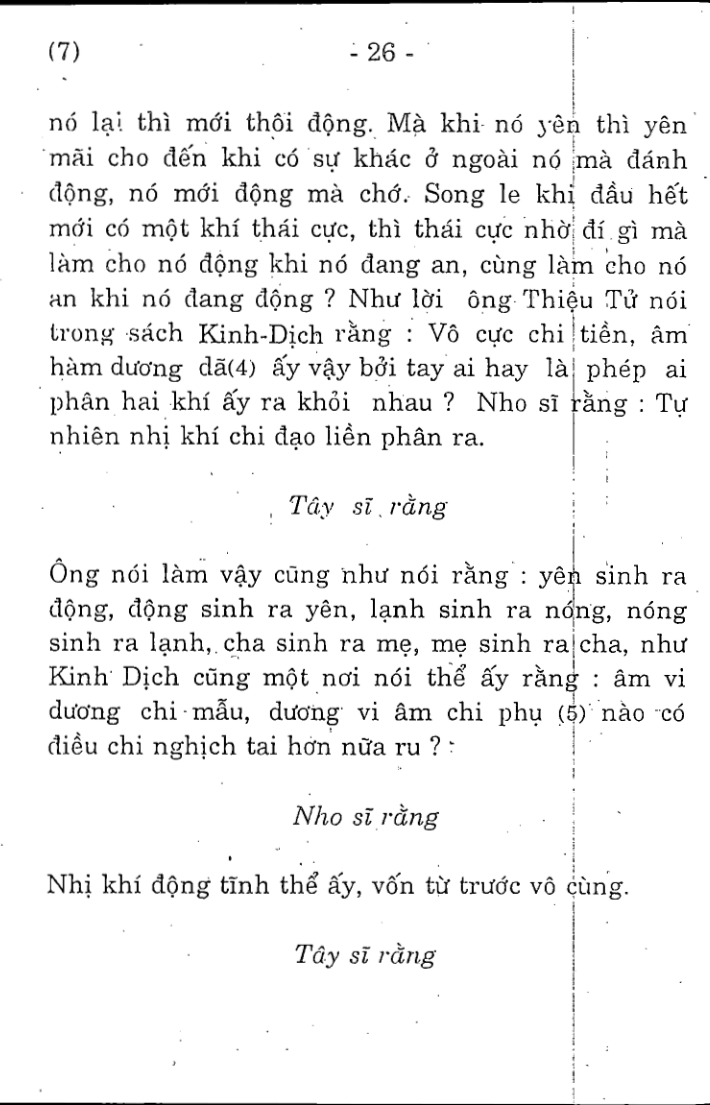 (7)
- 26 -
nó lại thì mới thôi động. Mà khi nó yên thì yên
mãi cho đến khi có sự khác ở ngoài nó mà đánh
động, nó mới động mà chớ. Song le khi đầu hết
mới có một khí thái cực, thì thái cực nhờ đí gì mà
làm cho nó động khi nó đang an, cùng làm cho nó
an khi nó đang động ? Như lời ông Thiệu Tử nói
trong sách Kinh-Dịch rằng : Vô cực chi tiền, âm
hàm dương dã(4) ấy vậy bởi tay ai hay là phép ai
phân hai khí ấy ra khỏi nhau ? Nho sĩ rằng : Tự
nhiên nhị khí chi đạo liền phân ra.
Tây sĩ rằng
Ông nói làm vậy cũng như nói rằng : yên sinh ra
động, động sinh ra yên, lạnh sinh ra nóng, nóng
sinh ra lạnh, cha sinh ra mẹ, mẹ sinh ra cha, như
Kinh Dịch cũng một nơi nói thể ấy rằng : âm vi
dương chi mẫu, dương vi âm chi phụ (5) nào có
điều chi nghịch tai hơn nữa ru ?
Nho sĩ rằng
Nhị khí động tĩnh thể ấy, vốn từ trước vô cùng.
Tây sĩ rằng